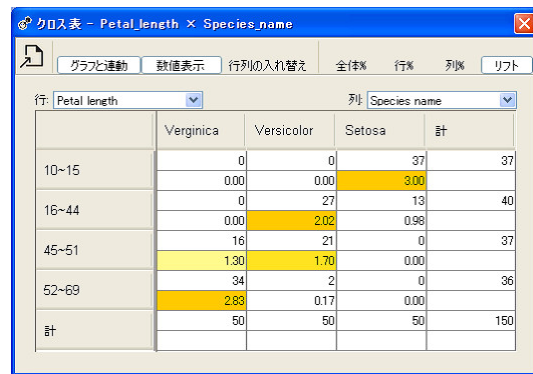 クロス表 - Petal_length × Species_name
グラフと連動 数値表示 行列の入れ替え 全体% 行% 列% リフト
行: Petal length 列: Species name
Verginica Versicolor Setosa 計
10~15 0 0 37 37
0.00 0.00 3.00
16~44 0 27 13 40
0.00 2.02 0.98
45~51 16 21 0 37
1.30 1.70 0.00
52~69 34 2 0 36
2.83 0.17 0.00
計 50 50 50 150